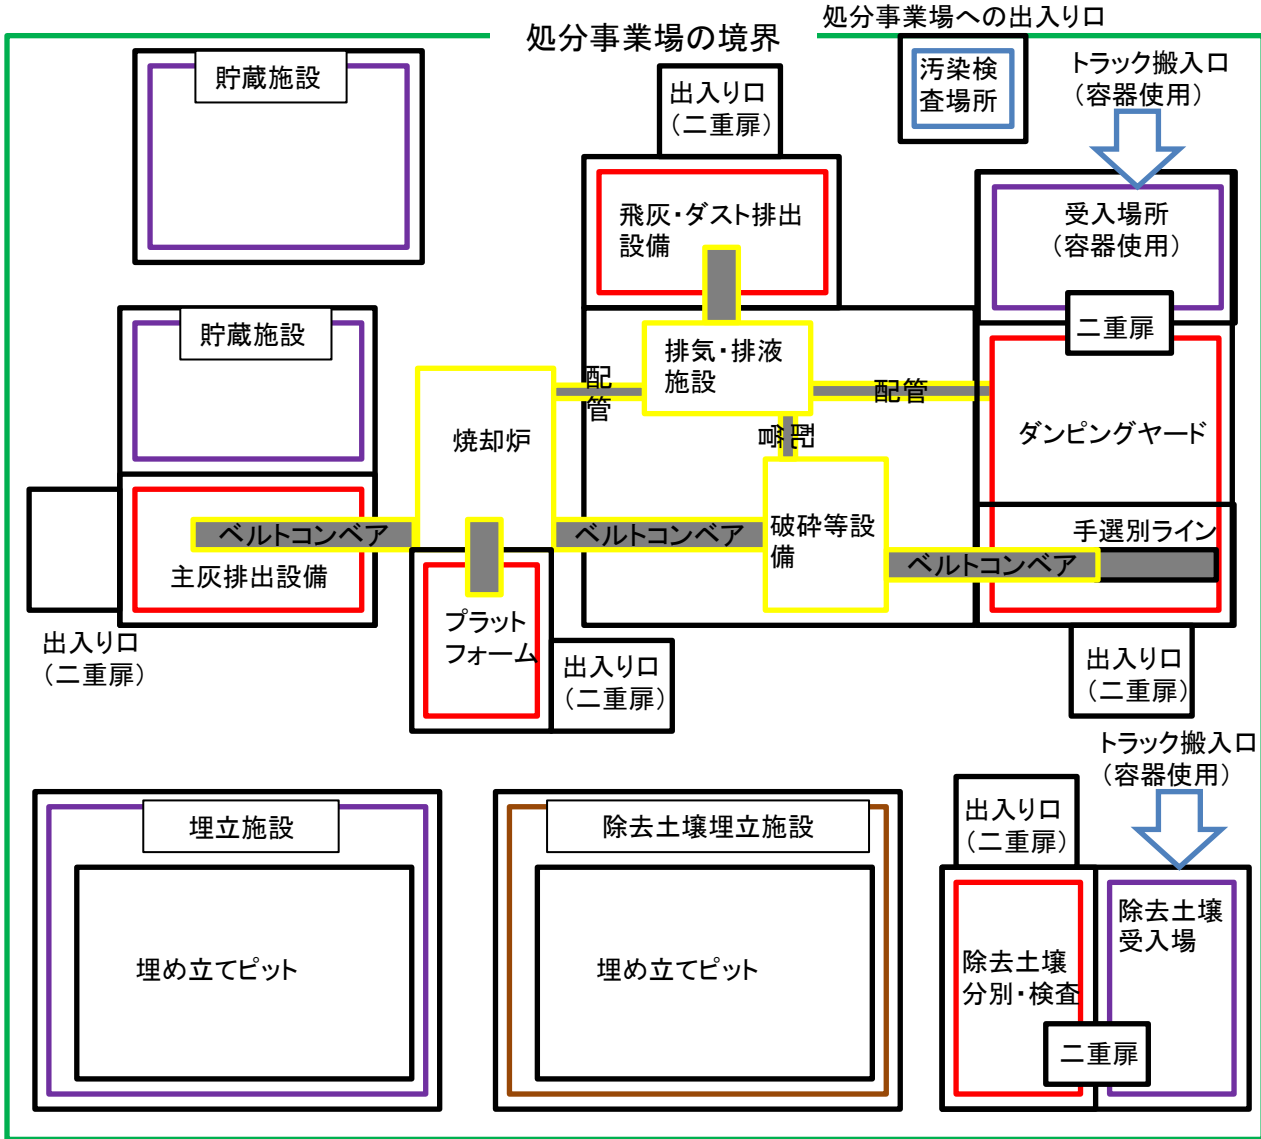 処分事業場への出入り口
処分事業場の境界
貯蔵施設
出入り口
（二重扉）
汚染検
査場所
トラック搬入口
（容器使用）
飛灰・ダスト排出
設備
受入場所
（容器使用）
二重扉
貯蔵施設
排気・排液
施設
配
管
配管
配管
焼却炉
ダンピングヤード
ベルトコンベア
ベルトコンベア
破砕等設
備
手選別ライン
ベルトコンベア
主灰排出設備
プラット
フォーム
出入り口
（二重扉）
出入り口
（二重扉）
出入り口
（二重扉）
トラック搬入口
（容器使用）
埋立施設
除去土壌埋立施設
出入り口
（二重扉）
埋め立てピット
埋め立てピット
除去土壌
分別・検査
除去土壌
受入場
二重扉